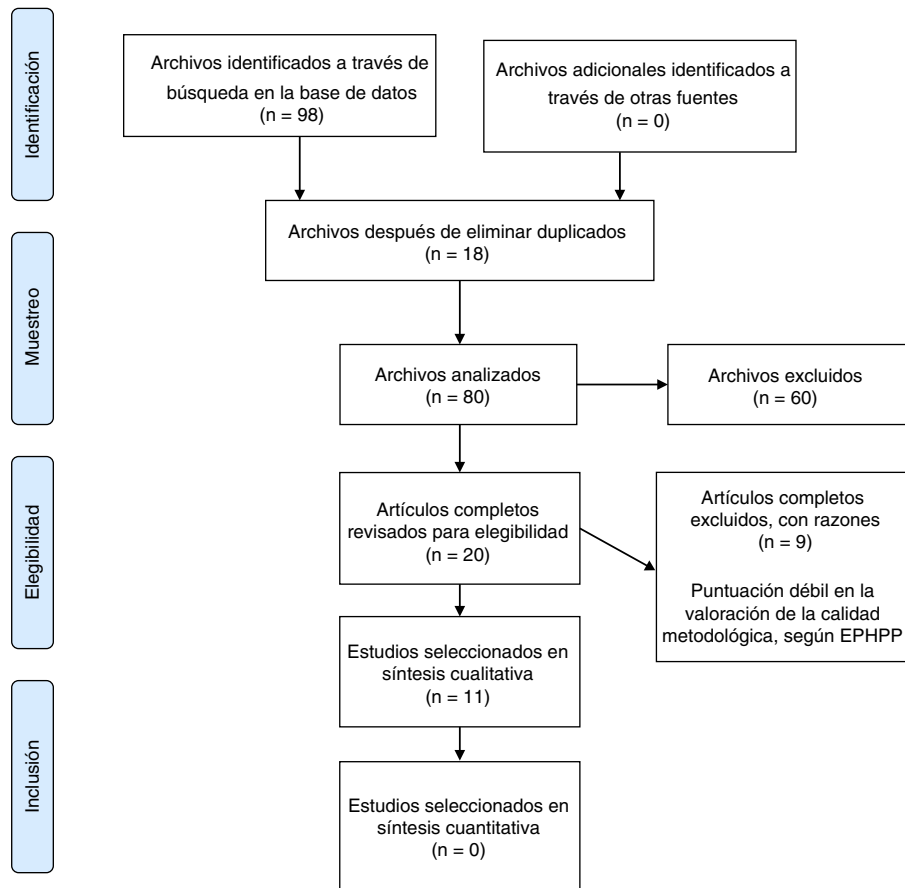 Identificación
Archivos identificados a través de
búsqueda en la base de datos
(n = 98)
Archivos adicionales identificados a
través de otras fuentes
(n = 0)
Archivos después de eliminar duplicados
(n = 18)
Muestreo
Archivos analizados
(n = 80)
Archivos excluidos
(n = 60)
Elegibilidad
Artículos completos
revisados para elegibilidad
(n = 20)
Artículos completos
excluidos, con razones
(n = 9)
Puntuación débil en la
valoración de la calidad
metodológica, según EPHPP
Estudios seleccionados en
síntesis cualitativa
(n = 11)
Inclusión
Estudios seleccionados en
síntesis cuantitativa
(n = 0)